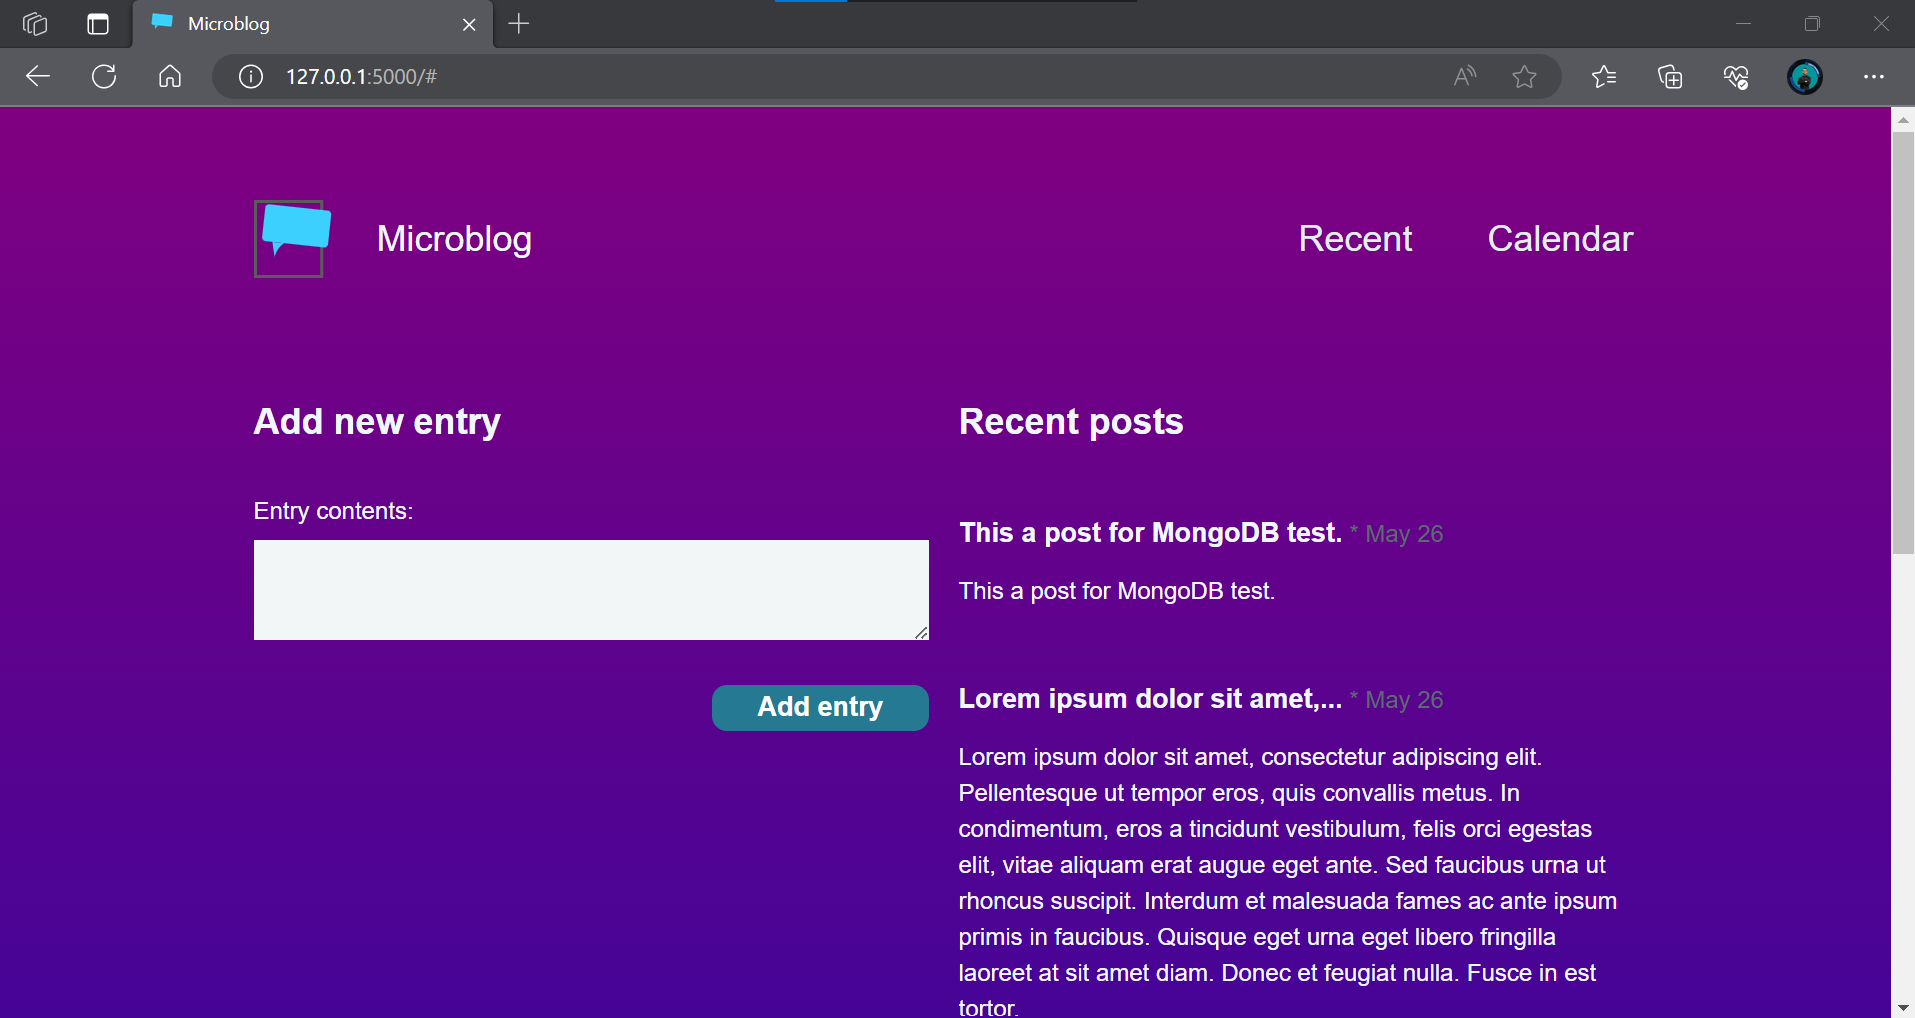 Microblog
127.0.0.1:5000/#
Microblog
Recent
Calendar
Add new entry
Entry contents:
Add entry
Recent posts
This a post for MongoDB test. * May 26
This a post for MongoDB test.
Lorem ipsum dolor sit amet,... * May 26
Lorem ipsum dolor sit amet, consectetur adipiscing elit.
Pellentesque ut tempor eros, quis convallis metus. In
condimentum, eros a tincidunt vestibulum, felis orci egestas
elit, vitae aliquam erat augue eget ante. Sed faucibus urna ut
rhoncus suscipit. Interdum et malesuada fames ac ante ipsum
primis in faucibus. Quisque eget urna eget libero fringilla
laoreet at sit amet diam. Donec et feugiat nulla. Fusce in est
tortor.